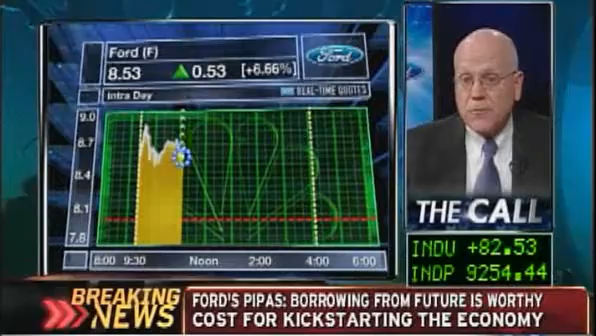 Ford (F)
8.53 ▲ 0.53 [+6.66%]
Ford
Intra Day
REAL-TIME QUOTES
9.0
8.7
8.4
8.1
7.8
8:00 9:30 Noon 2:00 4:00 6:00
THE CALL
INDU +82.53
INDP 9254.44
BREAKING NEWS
FORD'S PIPAS: BORROWING FROM FUTURE IS WORTHY
COST FOR KICKSTARTING THE ECONOMY